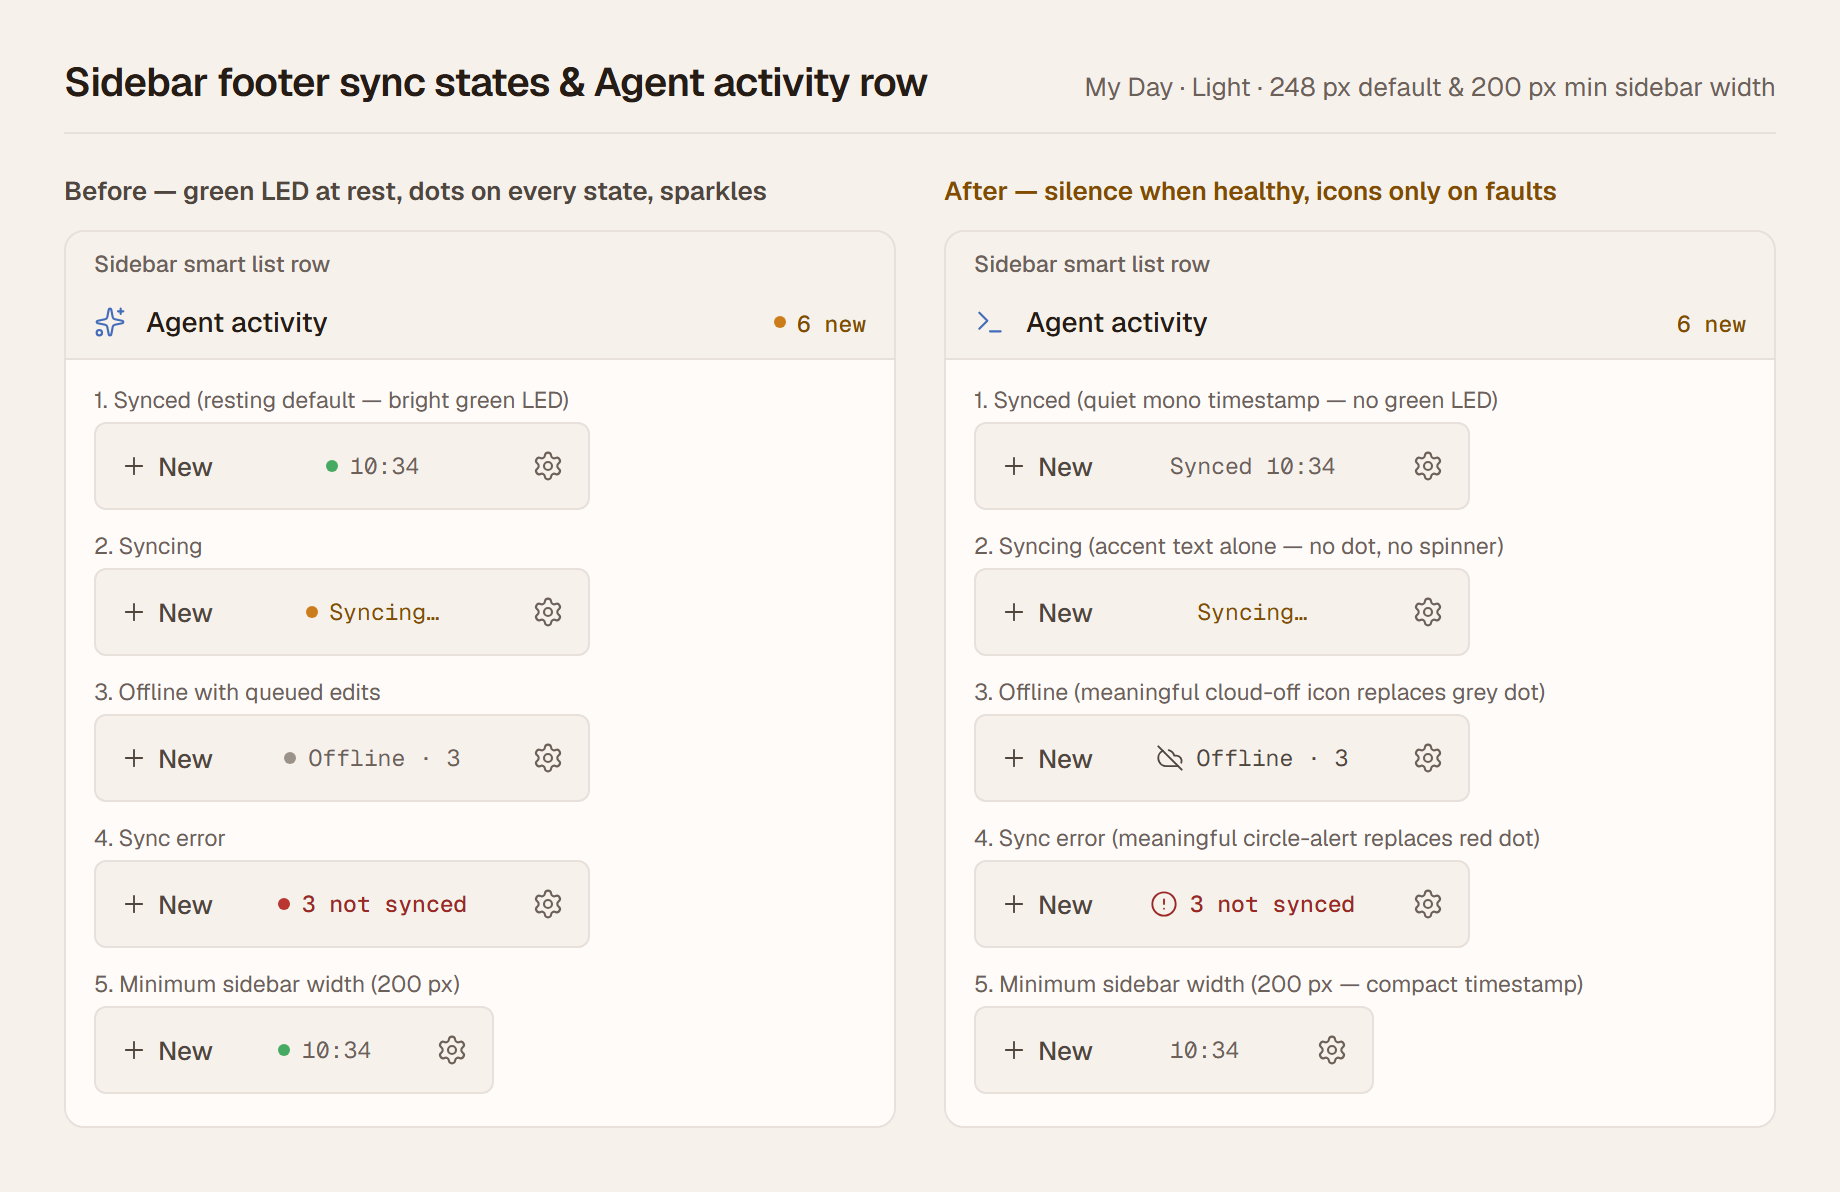 Sidebar footer sync states & Agent activity row
My Day · Light · 248 px default & 200 px min sidebar width
Before — green LED at rest, dots on every state, sparkles
Sidebar smart list row
Agent activity
6 new
1. Synced (resting default — bright green LED)
+ New
10:34
2. Syncing
+ New
Syncing…
3. Offline with queued edits
+ New
Offline · 3
4. Sync error
+ New
3 not synced
5. Minimum sidebar width (200 px)
+ New
10:34
After — silence when healthy, icons only on faults
Sidebar smart list row
Agent activity
6 new
1. Synced (quiet mono timestamp — no green LED)
+ New
Synced 10:34
2. Syncing (accent text alone — no dot, no spinner)
+ New
Syncing…
3. Offline (meaningful cloud-off icon replaces grey dot)
+ New
Offline · 3
4. Sync error (meaningful circle-alert replaces red dot)
+ New
3 not synced
5. Minimum sidebar width (200 px — compact timestamp)
+ New
10:34